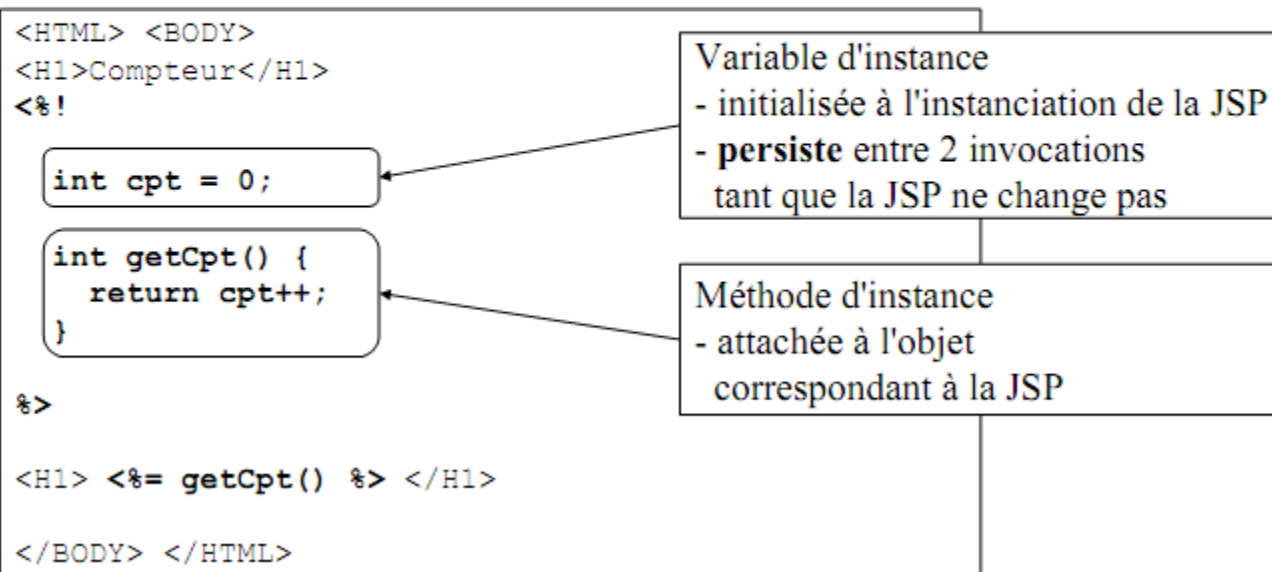 <HTML> <BODY>
<H1>Compteur</H1>
<%!
int cpt = 0;
int getCpt() {
return cpt++;
}
%>
<H1> <%= getCpt() %> </H1>
</BODY> </HTML>
Variable d'instance
- initialisée à l'instanciation de la JSP
- persiste entre 2 invocations
tant que la JSP ne change pas
Méthode d'instance
- attachée à l'objet
correspondant à la JSP